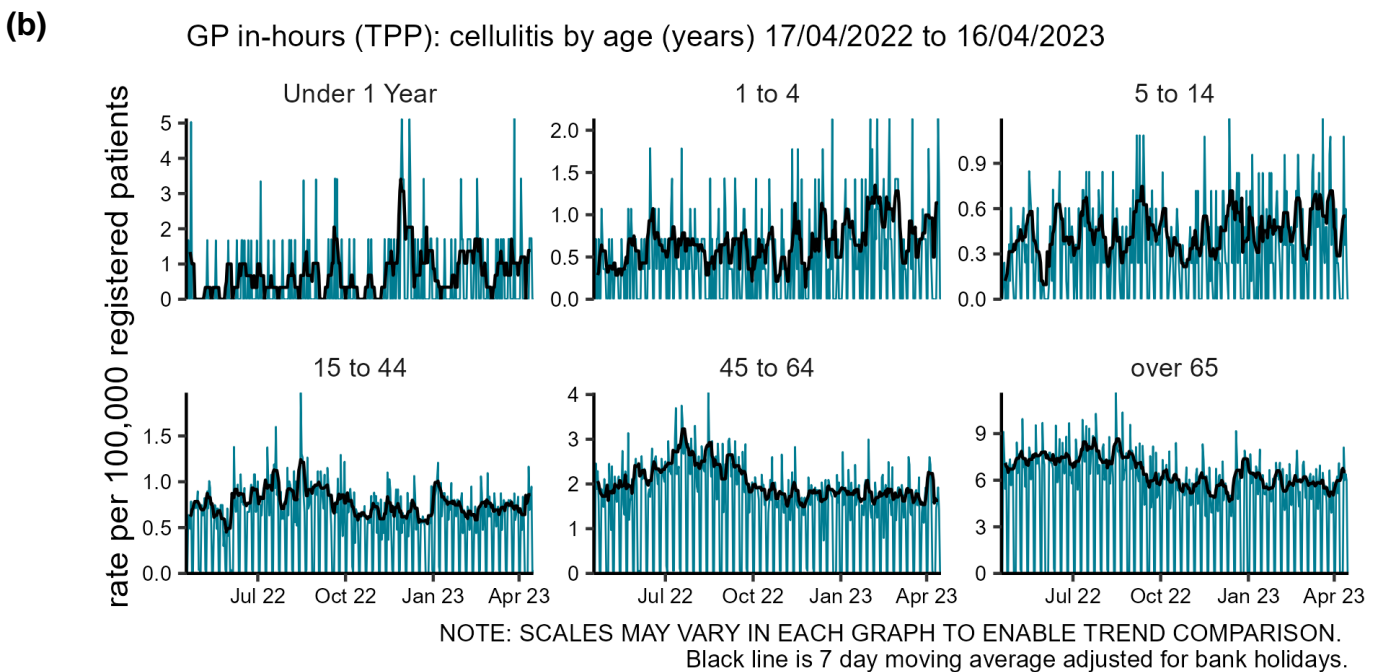 (b)
GP in-hours (TPP): cellulitis by age (years) 17/04/2022 to 16/04/2023
rate per 100,000 registered patients
Under 1 Year
5
4
3
2
1
0
1 to 4
2.0
1.5
1.0
0.5
0.0
5 to 14
0.9
0.6
0.3
0.0
15 to 44
1.5
1.0
0.5
0.0
Jul 22 Oct 22 Jan 23 Apr 23
45 to 64
4
3
2
1
0
Jul 22 Oct 22 Jan 23 Apr 23
over 65
9
6
3
0
Jul 22 Oct 22 Jan 23 Apr 23
NOTE: SCALES MAY VARY IN EACH GRAPH TO ENABLE TREND COMPARISON.
Black line is 7 day moving average adjusted for bank holidays.